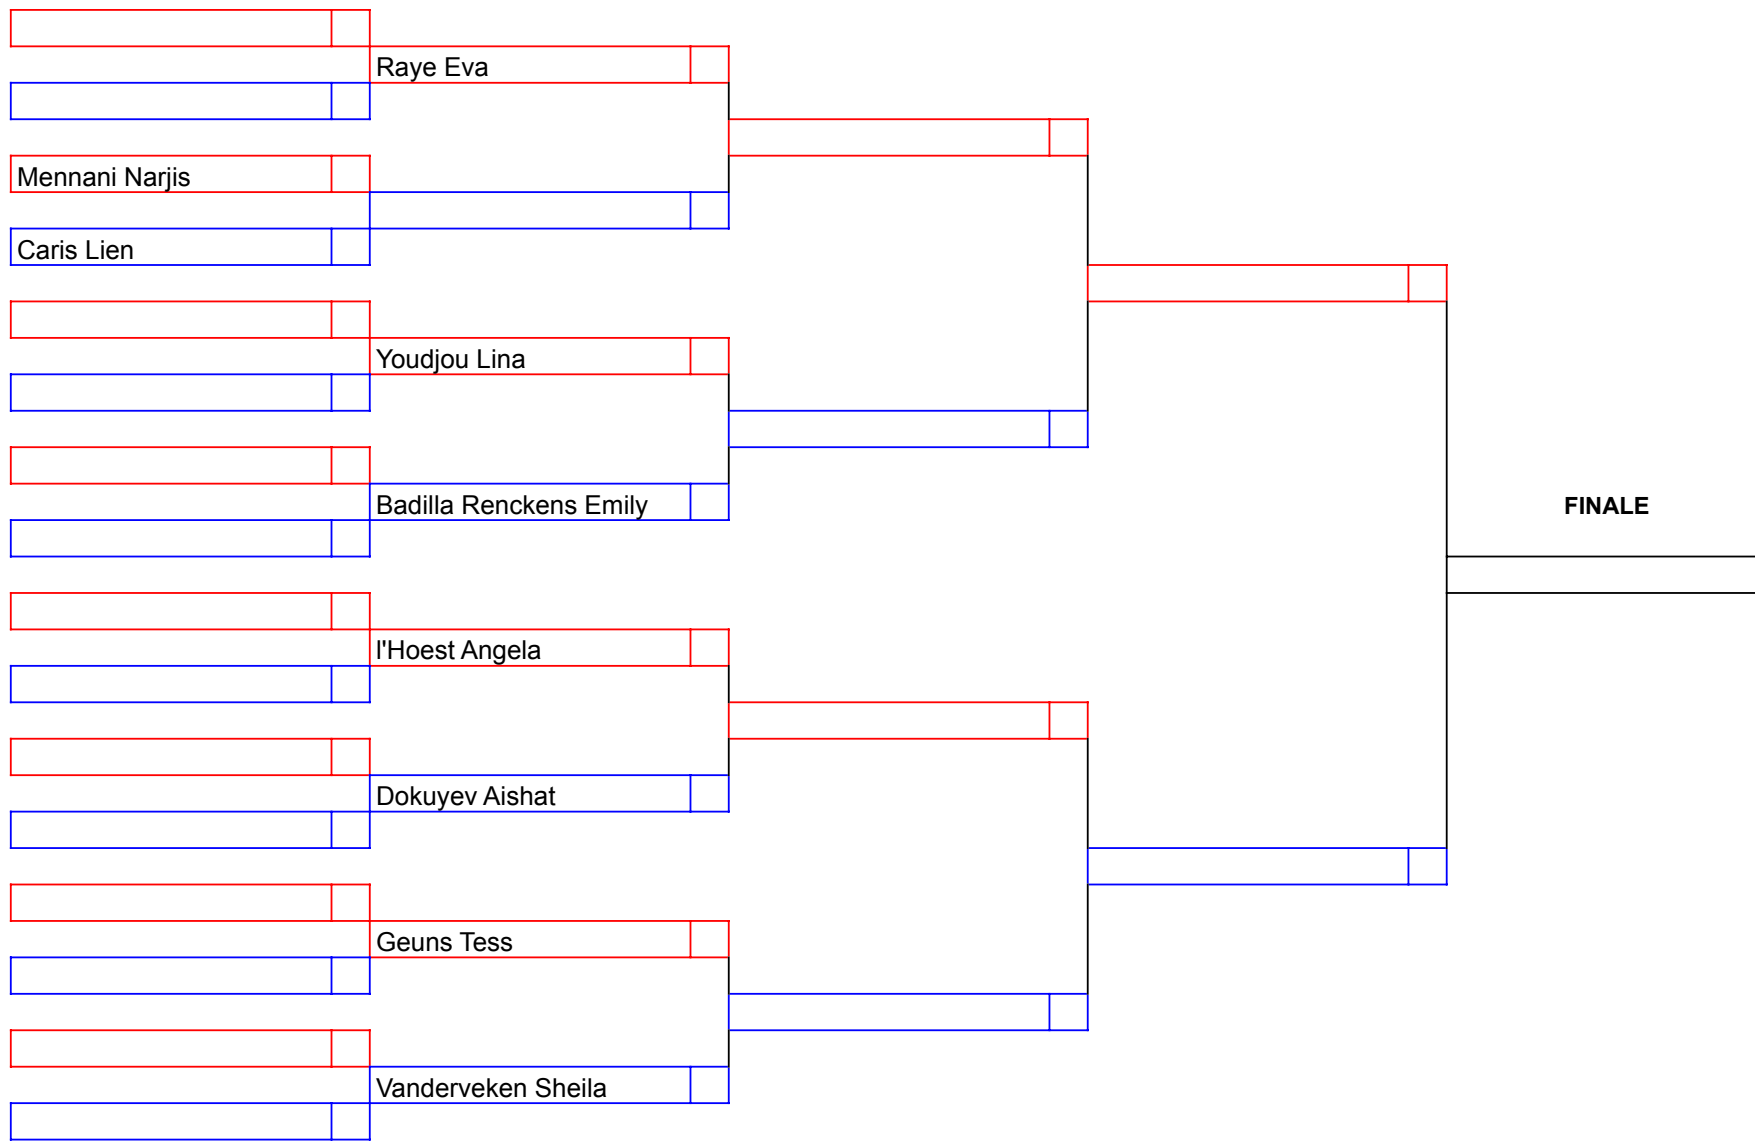 Raye Eva
Mennani Narjis
Caris Lien
Youdjou Lina
Badilla Renckens Emily
FINALE
l'Hoest Angela
Dokuyev Aishat
Geuns Tess
Vanderveken Sheila